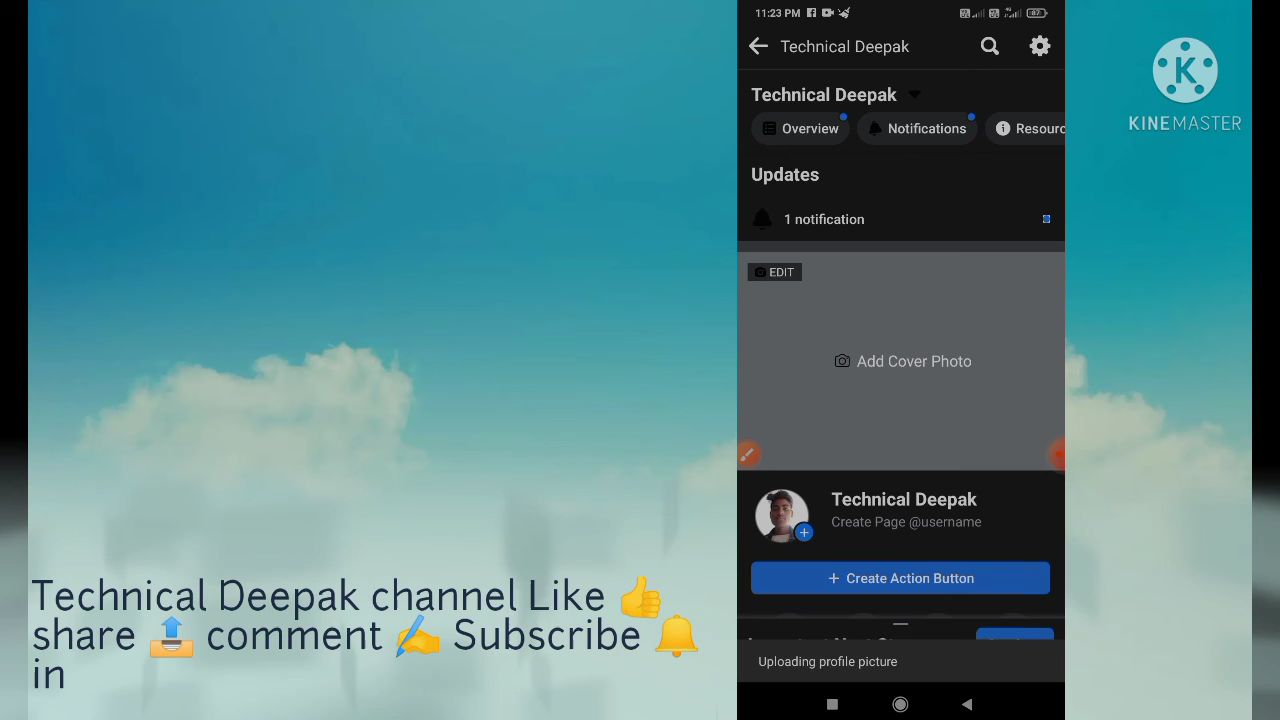 11:23 PM
Technical Deepak
Technical Deepak
Overview
Notifications
Updates
1 notification
EDIT
Add Cover Photo
Technical Deepak
Create Page @username
+ Create Action Button
Uploading profile picture
K
KINEMASTER
Technical Deepak channel Like 👍
share 📤 comment ✍️ Subscribe 🔔
in